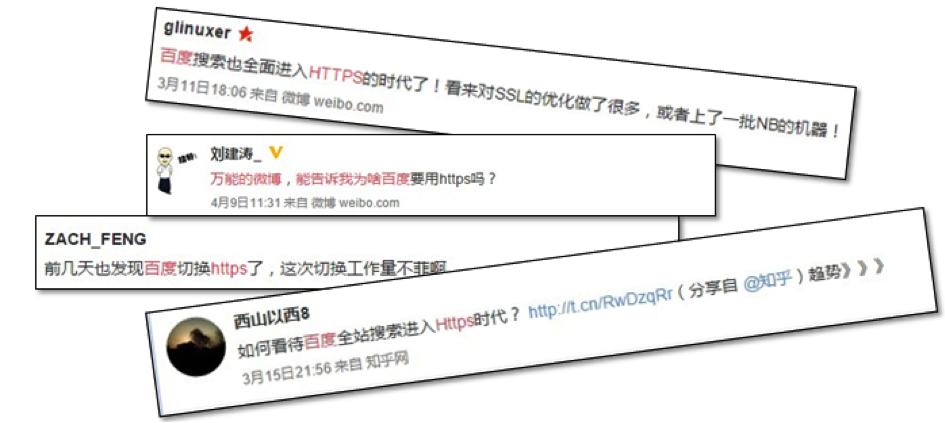 glinuxer
百度搜索也全面进入HTTPS的时代了！看来对SSL的优化做了很多，或者上了一批NB的机器！
3月11日18:06 来自 微博 weibo.com
刘建涛_
万能的微博，能告诉我为啥百度要用https吗？
4月9日11:31 来自 微博 weibo.com
ZACH_FENG
前几天也发现百度切换https了，这次切换工作量不菲啊
西山以西8
如何看待百度全站搜索进入Https时代？ http://t.cn/RwDzqRr（分享自 @知乎）趋势》》》
3月15日21:56 来自 知乎网